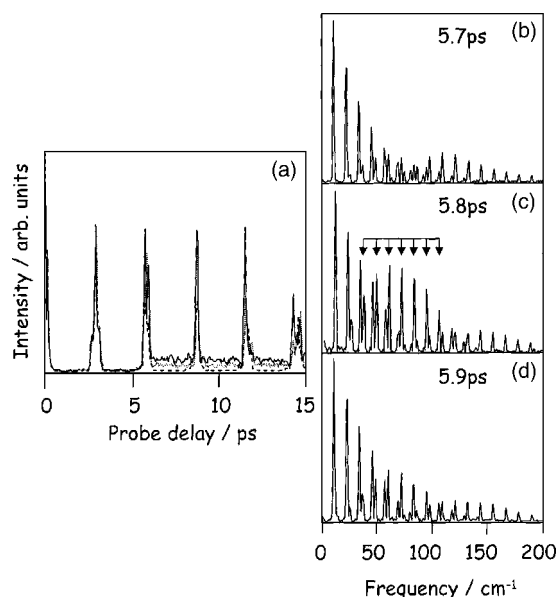 (a)
Intensity / arb. units
0
5
10
15
Probe delay / ps
5.7ps
(b)
5.8ps
(c)
5.9ps
(d)
0
50
100
150
200
Frequency / cm⁻¹